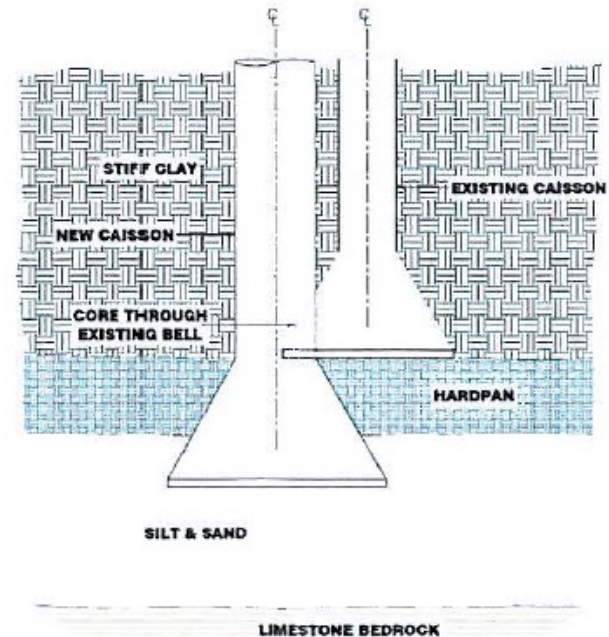 ℄ ℄
STIFF CLAY
EXISTING CAISSON
NEW CAISSON
CORE THROUGH
EXISTING BELL
HARDPAN
SILT & SAND
LIMESTONE BEDROCK